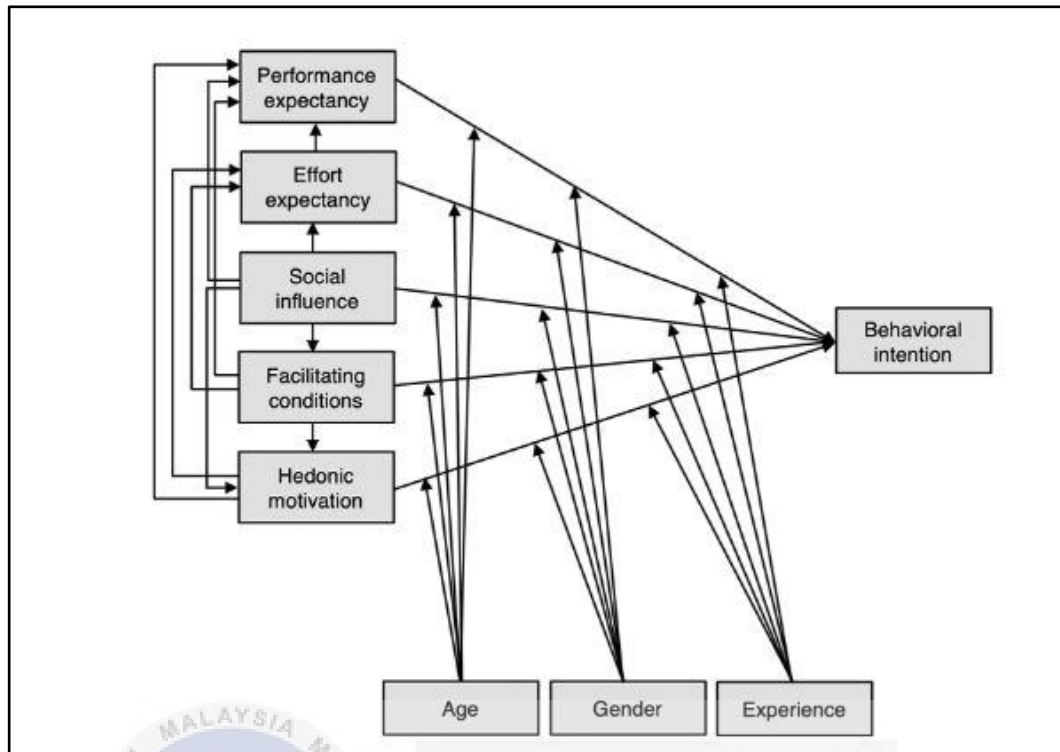 Performance
expectancy
Effort
expectancy
Social
influence
Facilitating
conditions
Hedonic
motivation
Behavioral
intention
Age
Gender
Experience
MALAYSIA